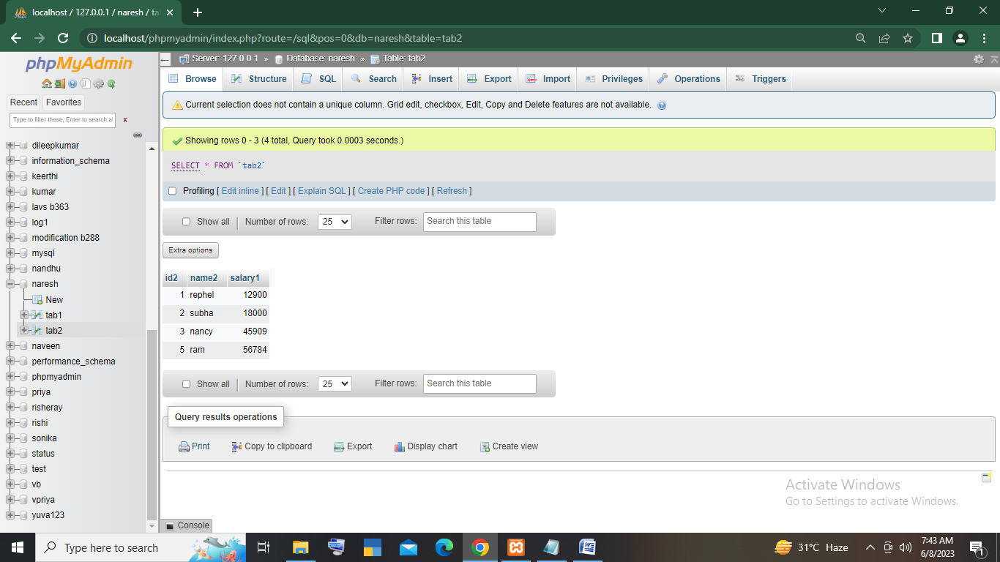 localhost / 127.0.0.1 / naresh / ta
localhost/phpmyadmin/index.php?route=/sql&pos=0&db=naresh&table=tab2
phpMyAdmin
Recent Favorites
Type to filter these, Enter to search al x
dileepkumar
information_schema
keerthi
kumar
lavs b363
log1
modification b288
mysql
nandhu
naresh
New
tab1
tab2
naveen
performance_schema
phpmyadmin
priya
risheray
rishi
sonika
status
test
vb
vpriya
yuva123
Server: 127.0.0.1 » Database: naresh » Table: tab2
Browse Structure SQL Search Insert Export Import Privileges Operations Triggers
Current selection does not contain a unique column. Grid edit, checkbox, Edit, Copy and Delete features are not available.
Showing rows 0 - 3 (4 total, Query took 0.0003 seconds.)
SELECT * FROM `tab2`
Profiling [ Edit inline ] [ Edit ] [ Explain SQL ] [ Create PHP code ] [ Refresh ]
Show all | Number of rows: 25 Filter rows: Search this table
Extra options
id2 name2 salary1
1 rephel 12900
2 subha 18000
3 nancy 45909
5 ram 56784
Show all | Number of rows: 25 Filter rows: Search this table
Query results operations
Print Copy to clipboard Export Display chart Create view
Activate Windows
Go to Settings to activate Windows.
Console
Type here to search
31°C Haze
7:43 AM
6/8/2023
1